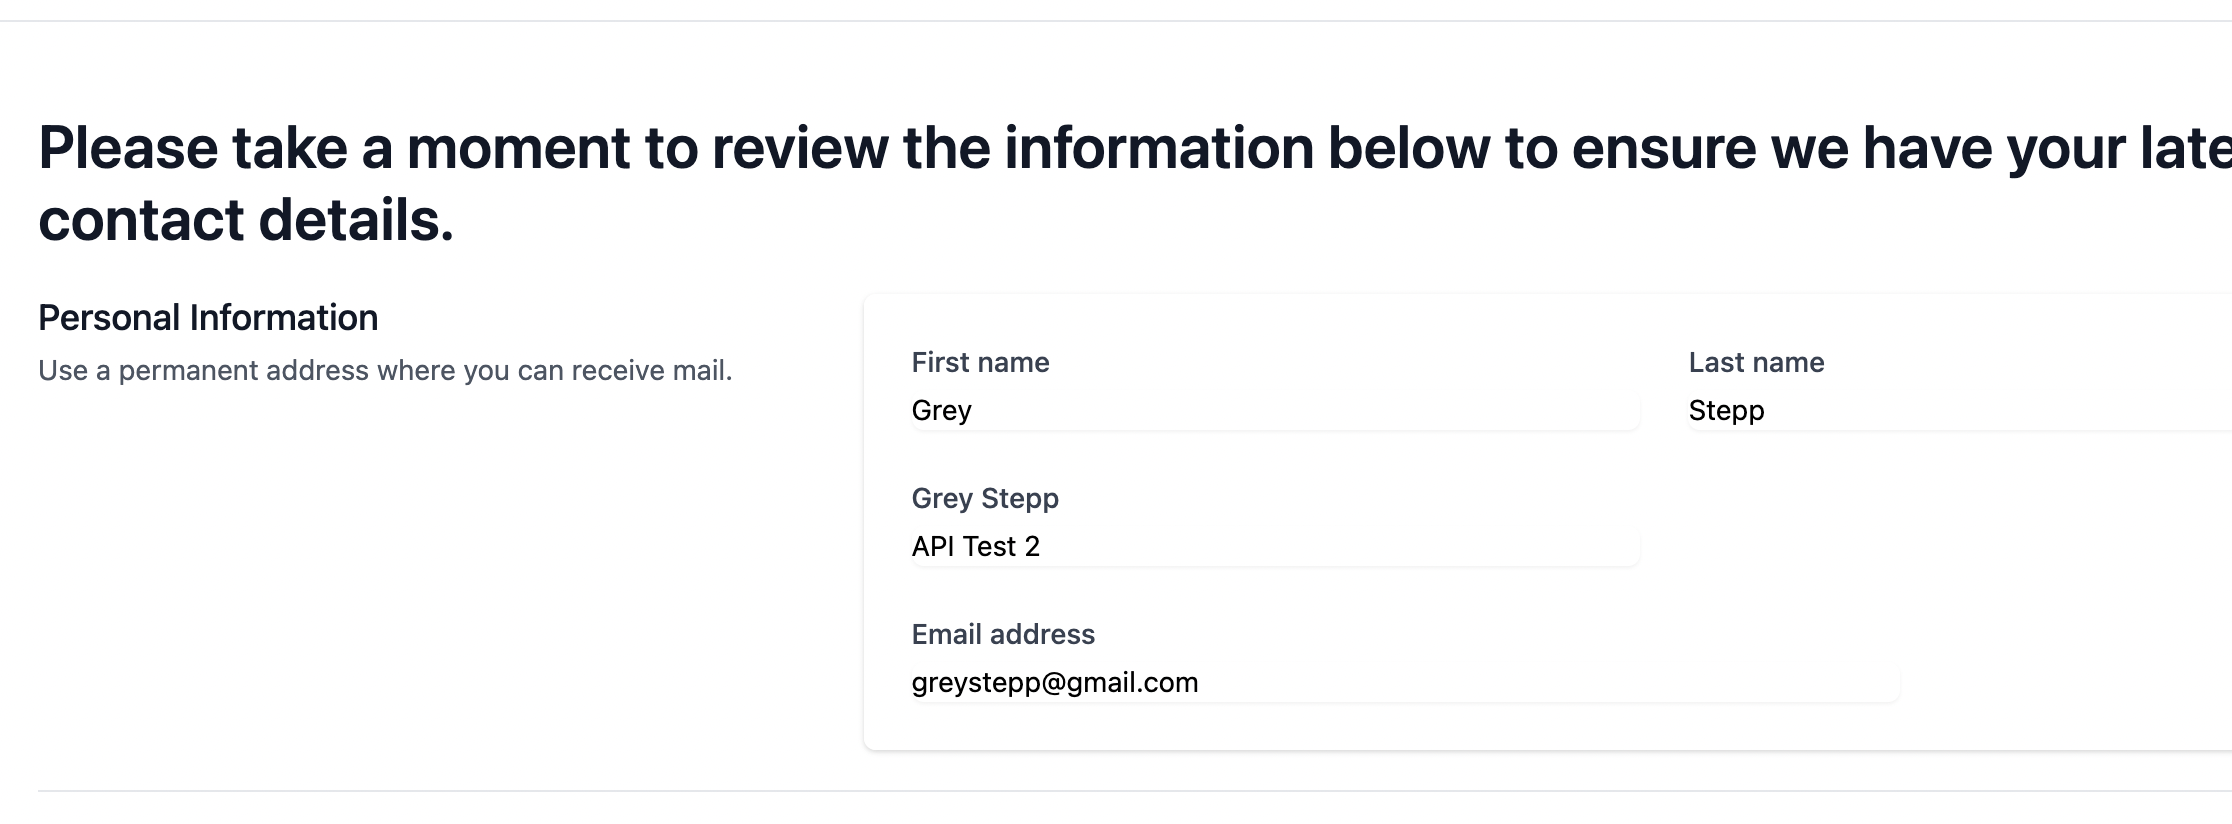 Please take a moment to review the information below to ensure we have your
contact details.
Personal Information
Use a permanent address where you can receive mail.
First name
Last name
Grey
Stepp
Grey Stepp
API Test 2
Email address
greystepp@gmail.com